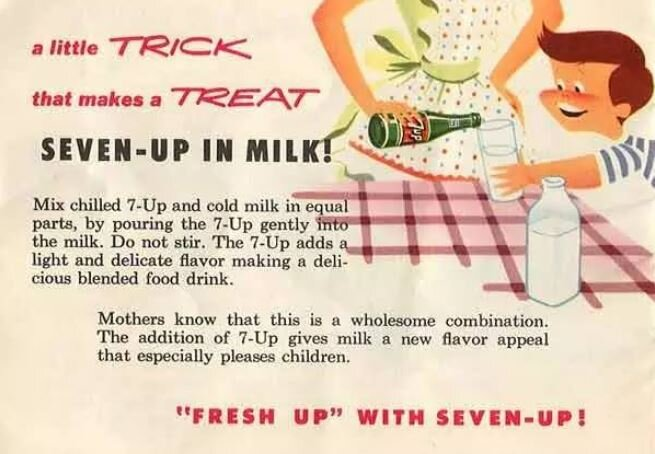 a little TRICK
that makes a TREAT
SEVEN-UP IN MILK!
7up
Mix chilled 7-Up and cold milk in equal
parts, by pouring the 7-Up gently into
the milk. Do not stir. The 7-Up adds a
light and delicate flavor making a deli-
cious blended food drink.
Mothers know that this is a wholesome combination.
The addition of 7-Up gives milk a new flavor appeal
that especially pleases children.
"FRESH UP" WITH SEVEN-UP!